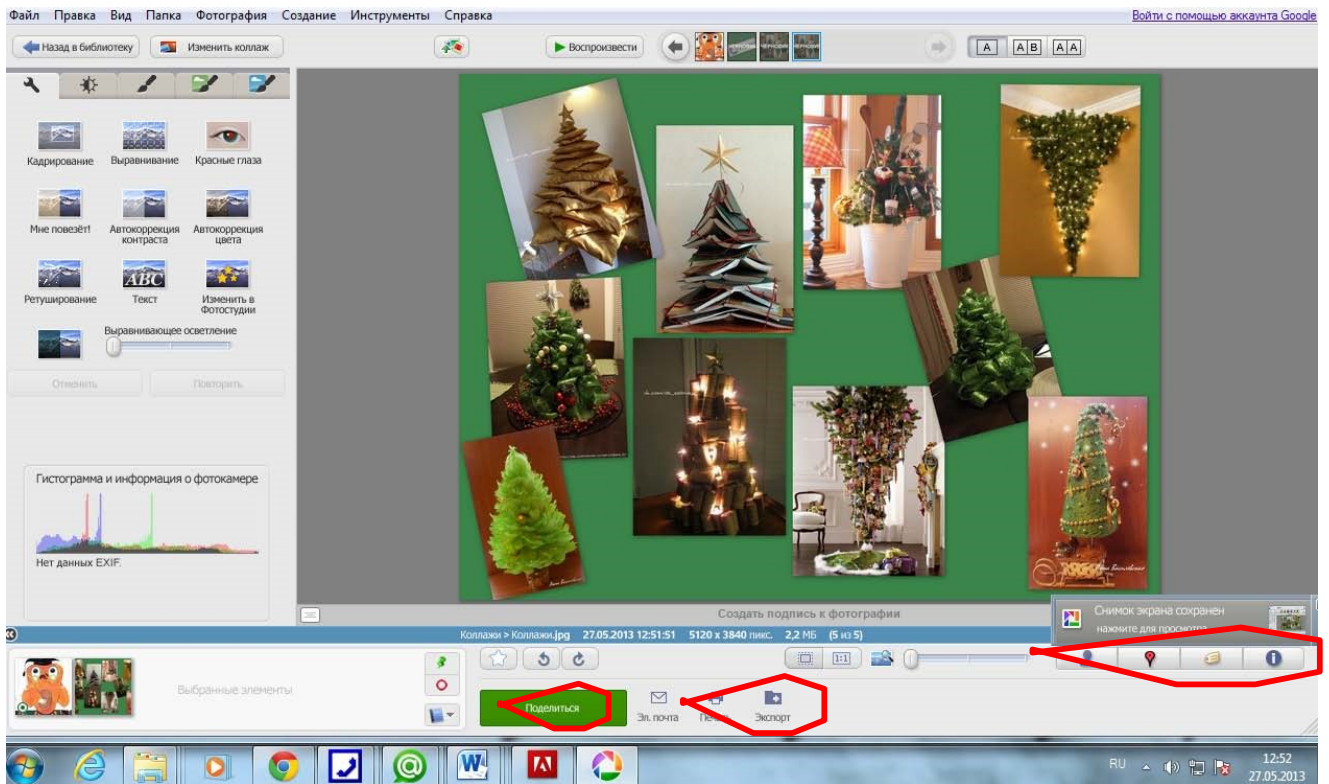 Файл Правка Вид Папка Фотография Создание Инструменты Справка
Войти с помощью аккаунта Google
Назад в библиотеку
Изменить коллаж
Воспроизвести
A
A B
A A
Кадрирование
Выравнивание
Красные глаза
Мне повезёт!
Автокоррекция контраста
Автокоррекция цвета
Ретуширование
ABC
Текст
Изменить в Фотостудии
Выравнивающее осветление
Отменить
Повторить
Гистограмма и информация о фотокамере
Нет данных EXIF.
Создать подпись к фотографии
Снимок экрана сохранен
нажмите для просмотра
Коллажи > Коллажи.jpg 27.05.2013 12:51:51 5120 x 3840 пикс. 2,2 МБ (5 из 5)
1:1
Выбранные элементы
Поделиться
Эл. почта
Экспорт
RU
12:52
27.05.2013